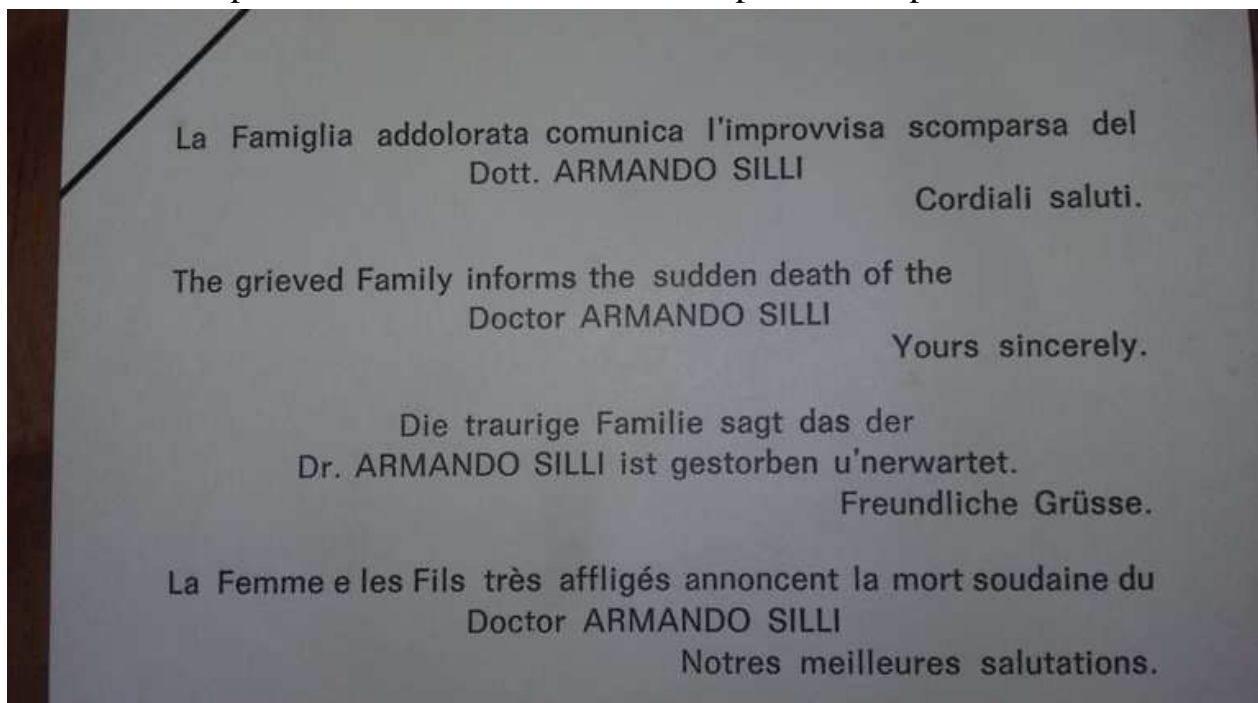 La Famiglia addolorata comunica l'improvvisa scomparsa del
Dott. ARMANDO SILLI
Cordiali saluti.
The grieved Family informs the sudden death of the
Doctor ARMANDO SILLI
Yours sincerely.
Die traurige Familie sagt das der
Dr. ARMANDO SILLI ist gestorben u'nerwartet.
Freundliche Grüsse.
La Femme e les Fils très affligés annoncent la mort soudaine du
Doctor ARMANDO SILLI
Notres meilleures salutations.